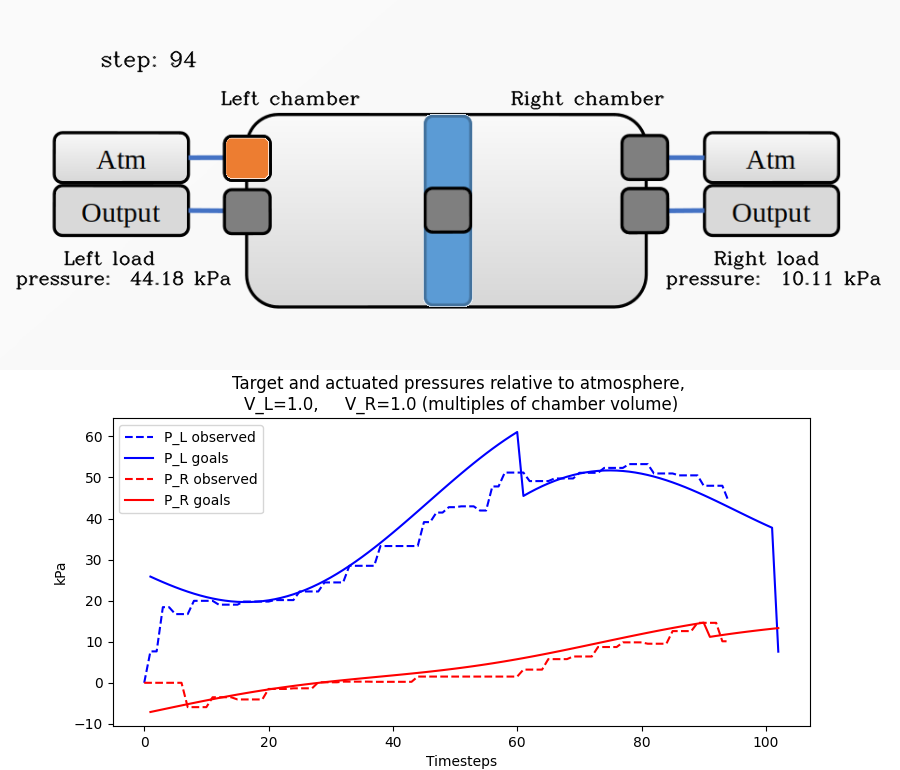 step: 94
Left chamber
Right chamber
Atm
Atm
Output
Output
Left load
pressure: 44.18 kPa
Right load
pressure: 10.11 kPa
Target and actuated pressures relative to atmosphere,
V_L=1.0, V_R=1.0 (multiples of chamber volume)
P_L observed
P_L goals
P_R observed
P_R goals
60
50
40
30
20
10
0
−10
kPa
0 20 40 60 80 100
Timesteps